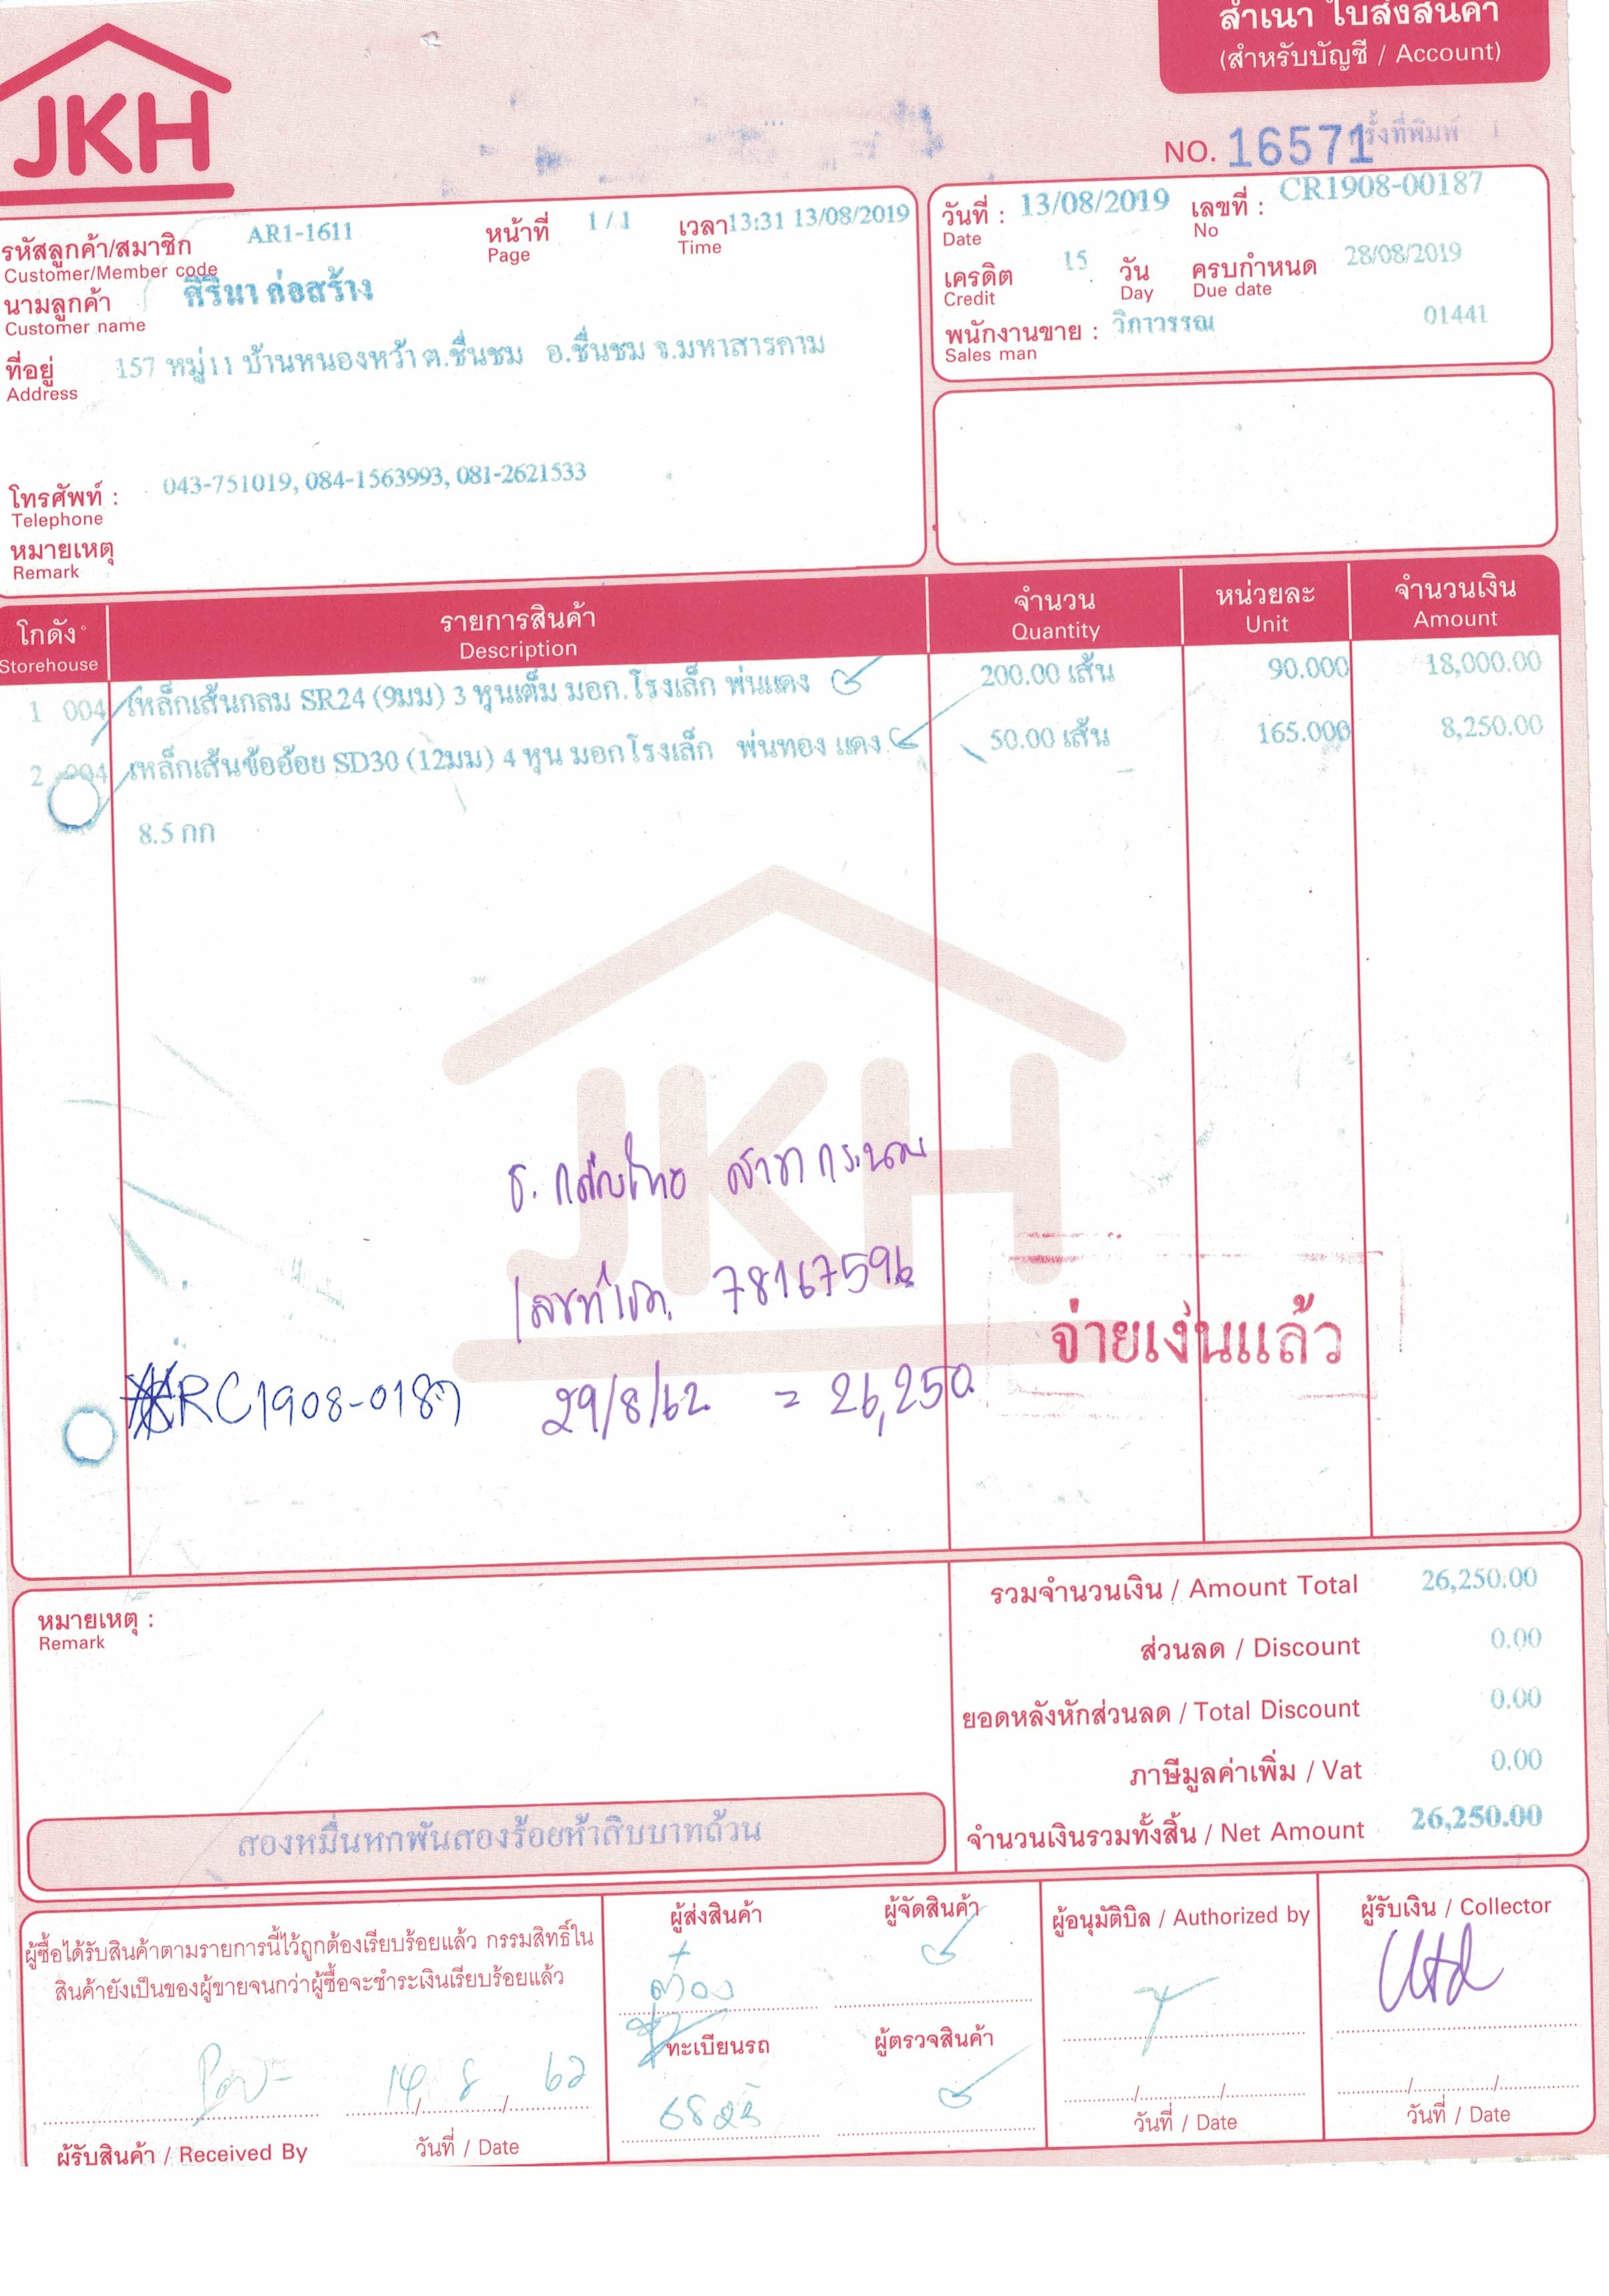 สำเนา ใบส่งสินค้า
(สำหรับบัญชี / Account)
JKH
NO. 16571 ครั้งที่พิมพ์ 1
รหัสลูกค้า/สมาชิก AR1-1611 หน้าที่ 1 / 1 เวลา 13:31 13/08/2019
Customer/Member code Page Time
นามลูกค้า ศิรินา ก่อสร้าง
Customer name
ที่อยู่ 157 หมู่11 บ้านหนองหว้า ต.ชื่นชม อ.ชื่นชม จ.มหาสารคาม
Address
โทรศัพท์ : 043-751019, 084-1563993, 081-2621533
Telephone
หมายเหตุ
Remark
วันที่ : 13/08/2019 เลขที่ : CR1908-00187
Date No
เครดิต 15 วัน ครบกำหนด 28/08/2019
Credit Day Due date
พนักงานขาย : วิภาวรรณ 01441
Sales man
โกดัง รายการสินค้า จำนวน หน่วยละ จำนวนเงิน
Storehouse Description Quantity Unit Amount
1 004 เหล็กเส้นกลม SR24 (9มม) 3 หุนเต็ม มอก.โรงเล็ก พ่นแดง 200.00 เส้น 90.000 18,000.00
2 004 เหล็กเส้นข้ออ้อย SD30 (12มม) 4 หุน มอกโรงเล็ก พ่นทอง แดง 50.00 เส้น 165.000 8,250.00
8.5 กก
JKH
ธ. กสิกรไทย สาขา กระนวน
เลขที่เช็ค 78167596
จ่ายเงินแล้ว
RC1908-0187 29/8/62 = 26,250.
รวมจำนวนเงิน / Amount Total 26,250.00
หมายเหตุ :
Remark
ส่วนลด / Discount 0.00
ยอดหลังหักส่วนลด / Total Discount 0.00
ภาษีมูลค่าเพิ่ม / Vat 0.00
สองหมื่นหกพันสองร้อยห้าสิบบาทถ้วน
จำนวนเงินรวมทั้งสิ้น / Net Amount 26,250.00
ผู้ซื้อได้รับสินค้าตามรายการนี้ไว้ถูกต้องเรียบร้อยแล้ว กรรมสิทธิ์ใน
สินค้ายังเป็นของผู้ขายจนกว่าผู้ซื้อจะชำระเงินเรียบร้อยแล้ว
14/8/62
ผู้รับสินค้า / Received By วันที่ / Date
ผู้ส่งสินค้า ผู้จัดสินค้า
ทะเบียนรถ ผู้ตรวจสินค้า
ผู้อนุมัติบิล / Authorized by
วันที่ / Date
ผู้รับเงิน / Collector
วันที่ / Date